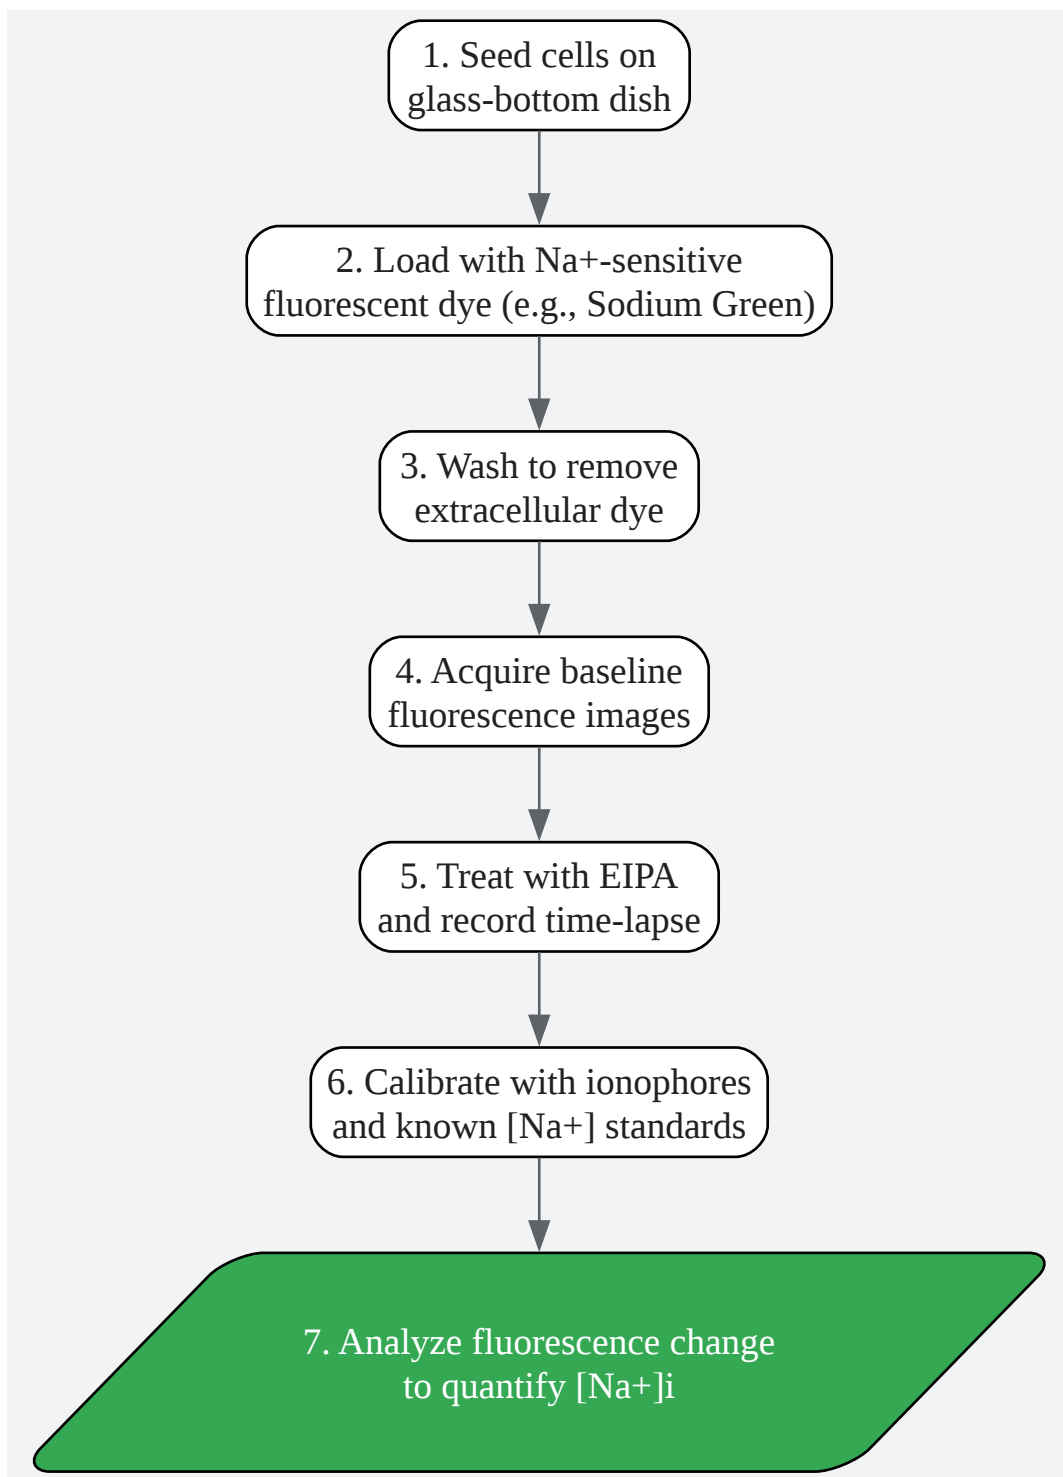 1. Seed cells on
glass-bottom dish
2. Load with Na+-sensitive
fluorescent dye (e.g., Sodium Green)
3. Wash to remove
extracellular dye
4. Acquire baseline
fluorescence images
5. Treat with EIPA
and record time-lapse
6. Calibrate with ionophores
and known [Na+] standards
7. Analyze fluorescence change
to quantify [Na+]i